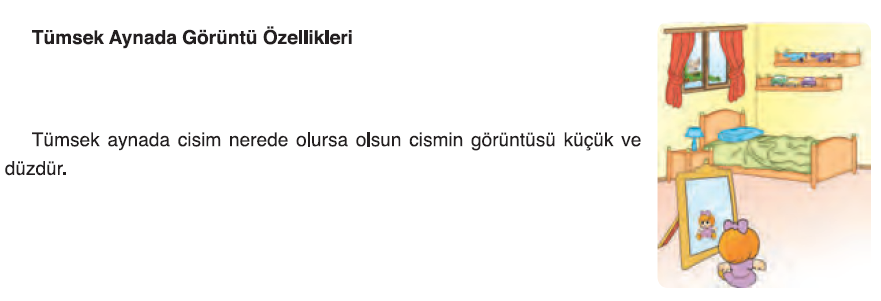 Tümsek Aynada Görüntü Özellikleri
Tümsek aynada cisim nerede olursa olsun cismin görüntüsü küçük ve
düzdür.